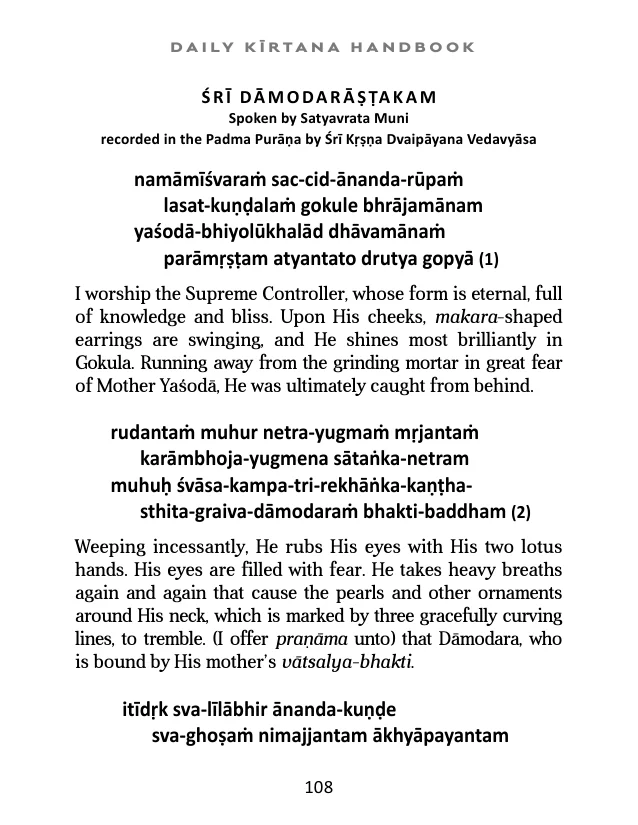 DAILY KĪRTANA HANDBOOK
ŚRĪ DĀMODARĀṢṬAKAM
Spoken by Satyavrata Muni
recorded in the Padma Purāṇa by Śrī Kṛṣṇa Dvaipāyana Vedavyāsa
namāmīśvaraṁ sac-cid-ānanda-rūpaṁ
lasat-kuṇḍalaṁ gokule bhrājamānam
yaśodā-bhiyolūkhalād dhāvamānaṁ
parāmṛṣṭam atyantato drutya gopyā (1)
I worship the Supreme Controller, whose form is eternal, full
of knowledge and bliss. Upon His cheeks, makara-shaped
earrings are swinging, and He shines most brilliantly in
Gokula. Running away from the grinding mortar in great fear
of Mother Yaśodā, He was ultimately caught from behind.
rudantaṁ muhur netra-yugmaṁ mṛjantaṁ
karāmbhoja-yugmena sātaṅka-netram
muhuḥ śvāsa-kampa-tri-rekhāṅka-kaṇṭha-
sthita-graiva-dāmodaraṁ bhakti-baddham (2)
Weeping incessantly, He rubs His eyes with His two lotus
hands. His eyes are filled with fear. He takes heavy breaths
again and again that cause the pearls and other ornaments
around His neck, which is marked by three gracefully curving
lines, to tremble. (I offer praṇāma unto) that Dāmodara, who
is bound by His mother’s vātsalya-bhakti.
itīdṛk sva-līlābhir ānanda-kuṇḍe
sva-ghoṣaṁ nimajjantam ākhyāpayantam
108